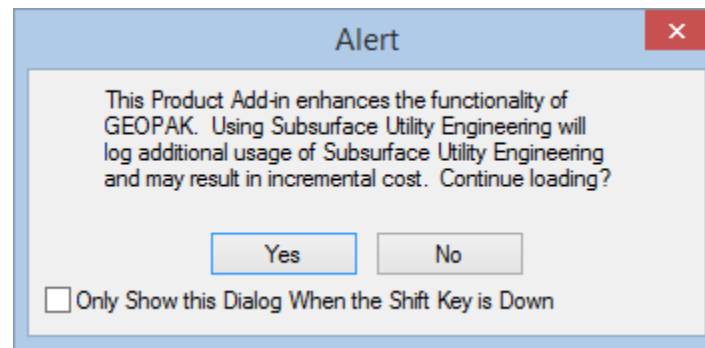 Alert
This Product Add-in enhances the functionality of
GEOPAK.  Using Subsurface Utility Engineering will
log additional usage of Subsurface Utility Engineering
and may result in incremental cost.  Continue loading?
Yes
No
Only Show this Dialog When the Shift Key is Down